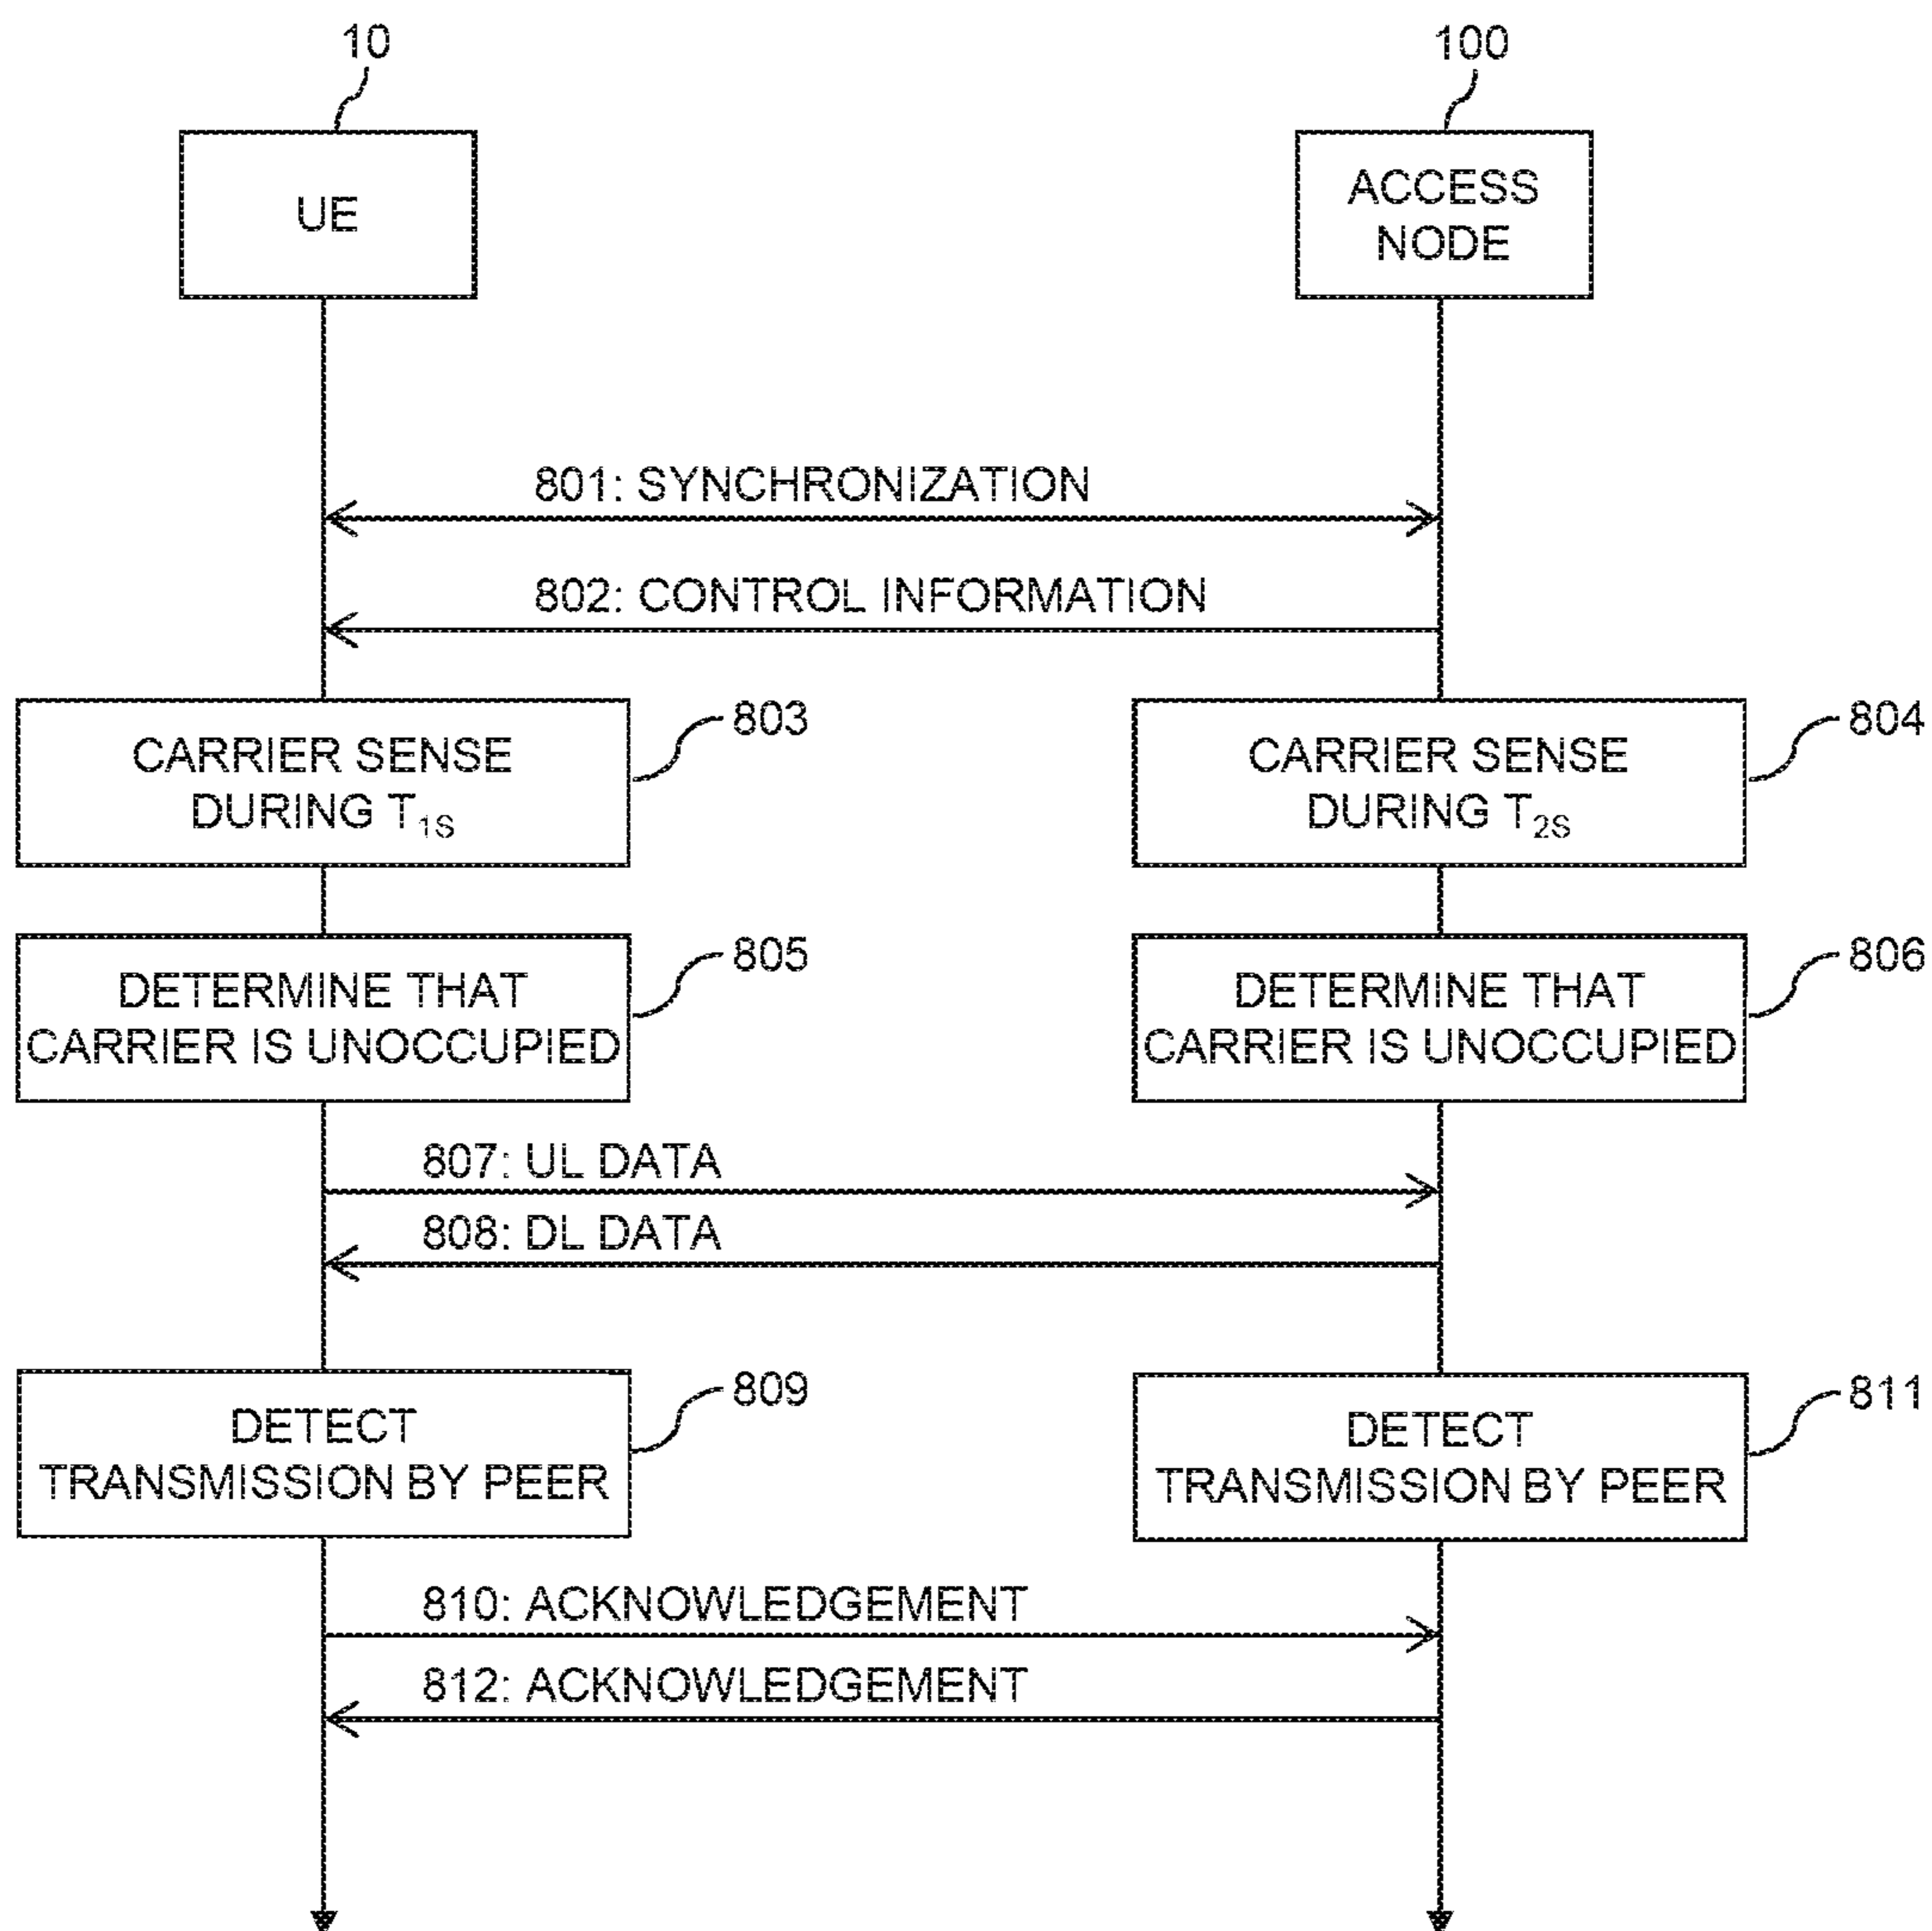 10
100
UE
ACCESS
NODE
801: SYNCHRONIZATION
802: CONTROL INFORMATION
803
CARRIER SENSE
DURING T1S
804
CARRIER SENSE
DURING T2S
805
DETERMINE THAT
CARRIER IS UNOCCUPIED
806
DETERMINE THAT
CARRIER IS UNOCCUPIED
807: UL DATA
808: DL DATA
809
DETECT
TRANSMISSION BY PEER
811
DETECT
TRANSMISSION BY PEER
810: ACKNOWLEDGEMENT
812: ACKNOWLEDGEMENT